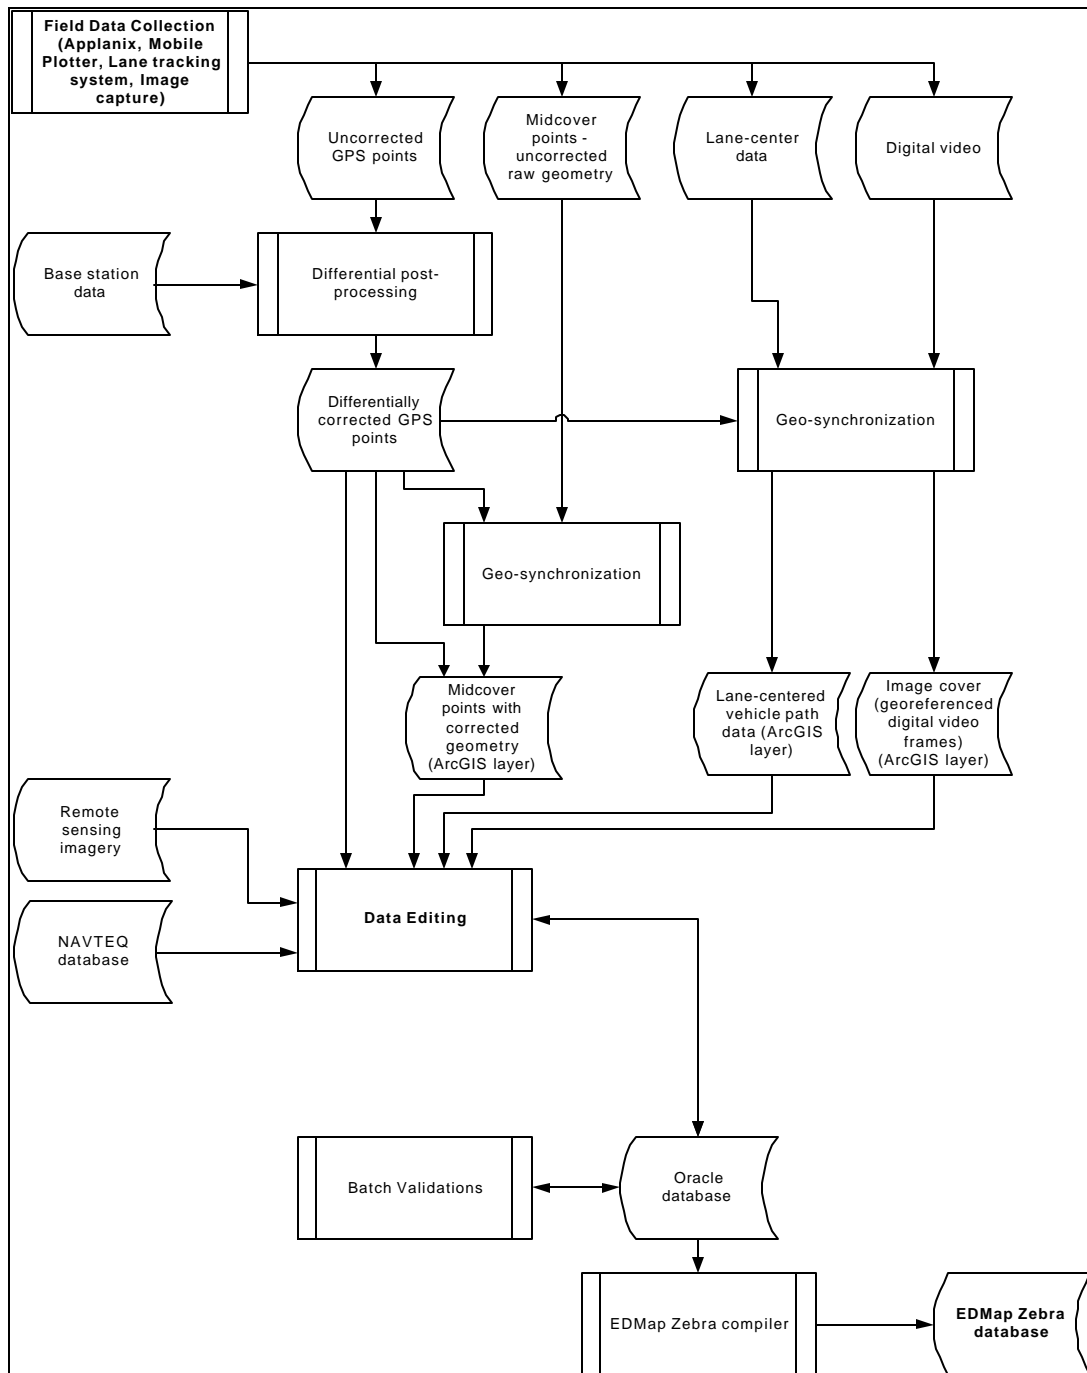 Field Data Collection
(Applanix, Mobile
Plotter, Lane tracking
system, Image
capture)
Uncorrected
GPS points
Midcover
points -
uncorrected
raw geometry
Lane-center
data
Digital video
Base station
data
Differential post-
processing
Differentially
corrected GPS
points
Geo-synchronization
Geo-synchronization
Midcover
points with
corrected
geometry
(ArcGIS layer)
Lane-centered
vehicle path
data (ArcGIS
layer)
Image cover
(georeferenced
digital video
frames)
(ArcGIS layer)
Remote
sensing
imagery
Data Editing
NAVTEQ
database
Batch Validations
Oracle
database
EDMap Zebra compiler
EDMap Zebra
database